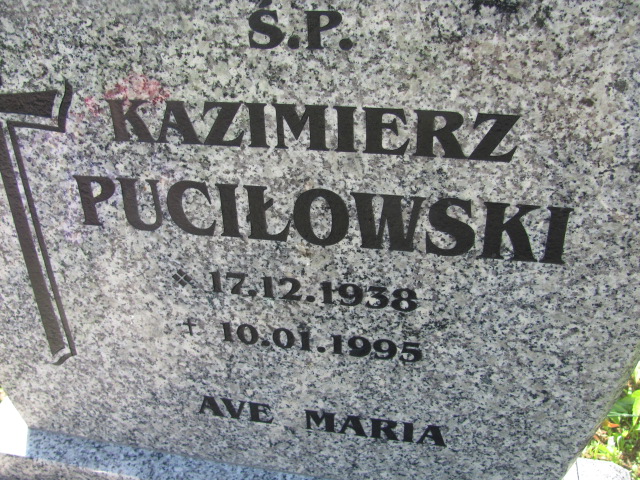 Ś.P.
KAZIMIERZ
PUCIŁOWSKI
* 17.12.1938
+ 10.01.1995
AVE MARIA